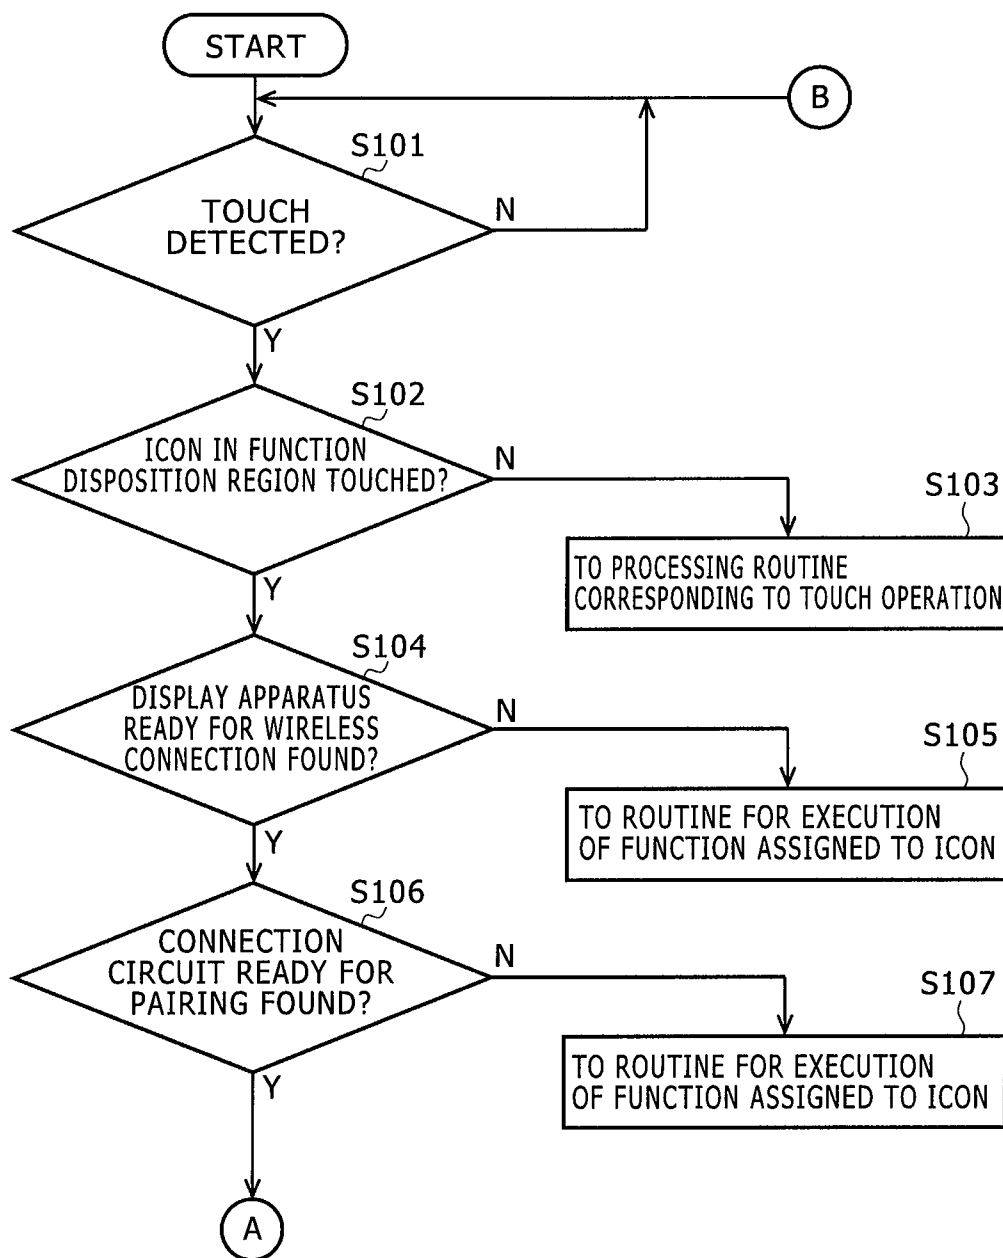 START
B
S101
TOUCH
DETECTED?
N
Y
S102
ICON IN FUNCTION
DISPOSITION REGION TOUCHED?
N
S103
TO PROCESSING ROUTINE
CORRESPONDING TO TOUCH OPERATION
Y
S104
DISPLAY APPARATUS
READY FOR WIRELESS
CONNECTION FOUND?
N
S105
TO ROUTINE FOR EXECUTION
OF FUNCTION ASSIGNED TO ICON
Y
S106
CONNECTION
CIRCUIT READY FOR
PAIRING FOUND?
N
S107
TO ROUTINE FOR EXECUTION
OF FUNCTION ASSIGNED TO ICON
Y
A